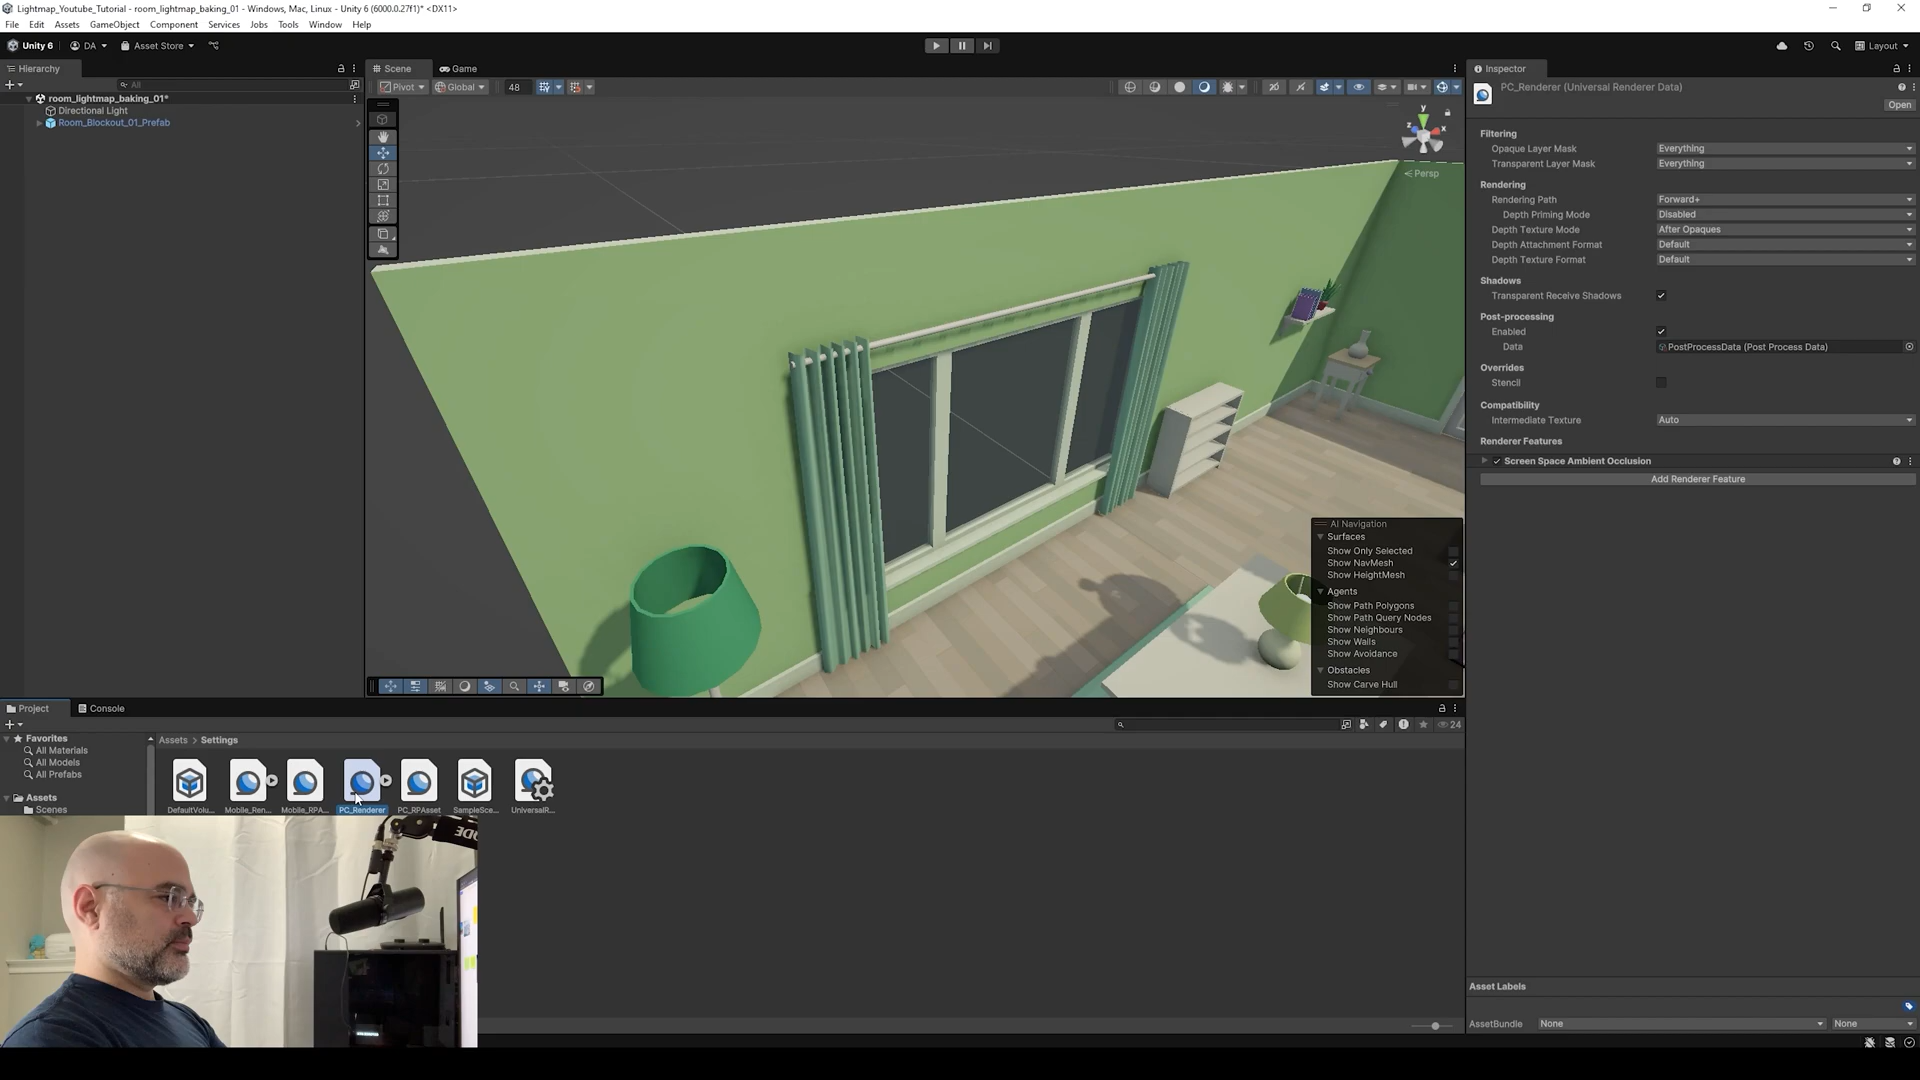 Lightmap_Youtube_Tutorial - room_lightmap_baking_01* - Windows, Mac, Linux - Unity 6 (6000.0.27f1)* <DX11>
File Edit Assets GameObject Component Services Jobs Tools Window Help
Unity 6 DA Asset Store Layout
Hierarchy
All
room_lightmap_baking_01*
Directional Light
Room_Blockout_01_Prefab
Scene Game
Pivot Global 48
y
x
z
Persp
AI Navigation
Surfaces
Show Only Selected
Show NavMesh
Show HeightMesh
Agents
Show Path Polygons
Show Path Query Nodes
Show Neighbours
Show Walls
Show Avoidance
Obstacles
Show Carve Hull
Inspector
PC_Renderer (Universal Renderer Data)
Open
Filtering
Opaque Layer Mask Everything
Transparent Layer Mask Everything
Rendering
Rendering Path Forward+
Depth Priming Mode Disabled
Depth Texture Mode After Opaques
Depth Attachment Format Default
Depth Texture Format Default
Shadows
Transparent Receive Shadows
Post-processing
Enabled
Data PostProcessData (Post Process Data)
Overrides
Stencil
Compatibility
Intermediate Texture Auto
Renderer Features
Screen Space Ambient Occlusion
Add Renderer Feature
Project Console
24
Favorites
All Materials
All Models
All Prefabs
Assets
Scenes
Assets > Settings
DefaultVolu... Mobile_Ren... Mobile_RPA... PC_Renderer PC_RPAsset SampleSce... UniversalR...
Asset Labels
AssetBundle None None